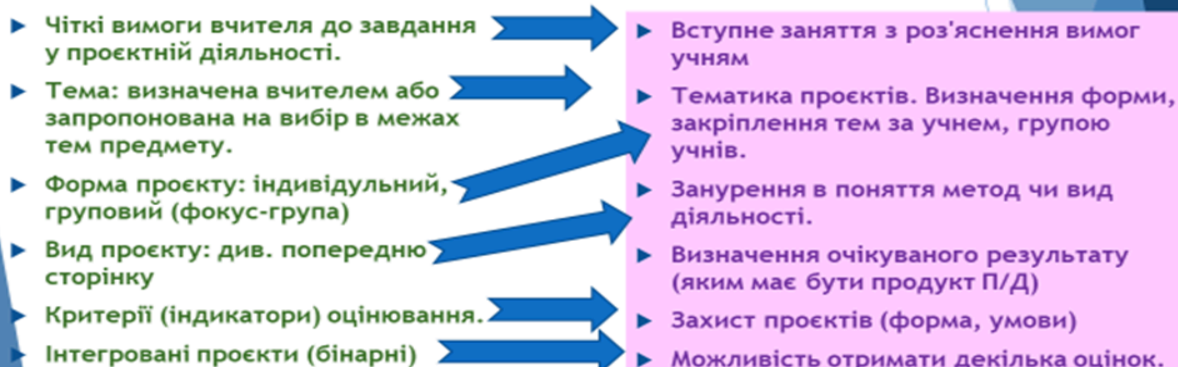 Чіткі вимоги вчителя до завдання
у проєктній діяльності.
Тема: визначена вчителем або
запропонована на вибір в межах
тем предмету.
Форма проєкту: індивідульний,
груповий (фокус-група)
Вид проєкту: див. попередню
сторінку
Критерії (індикатори) оцінювання.
Інтегровані проєкти (бінарні)
Вступне заняття з роз'яснення вимог
учням
Тематика проєктів. Визначення форми,
закріплення тем за учнем, групою
учнів.
Занурення в поняття метод чи вид
діяльності.
Визначення очікуваного результату
(яким має бути продукт П/Д)
Захист проєктів (форма, умови)
Можливість отримати декілька оцінок.